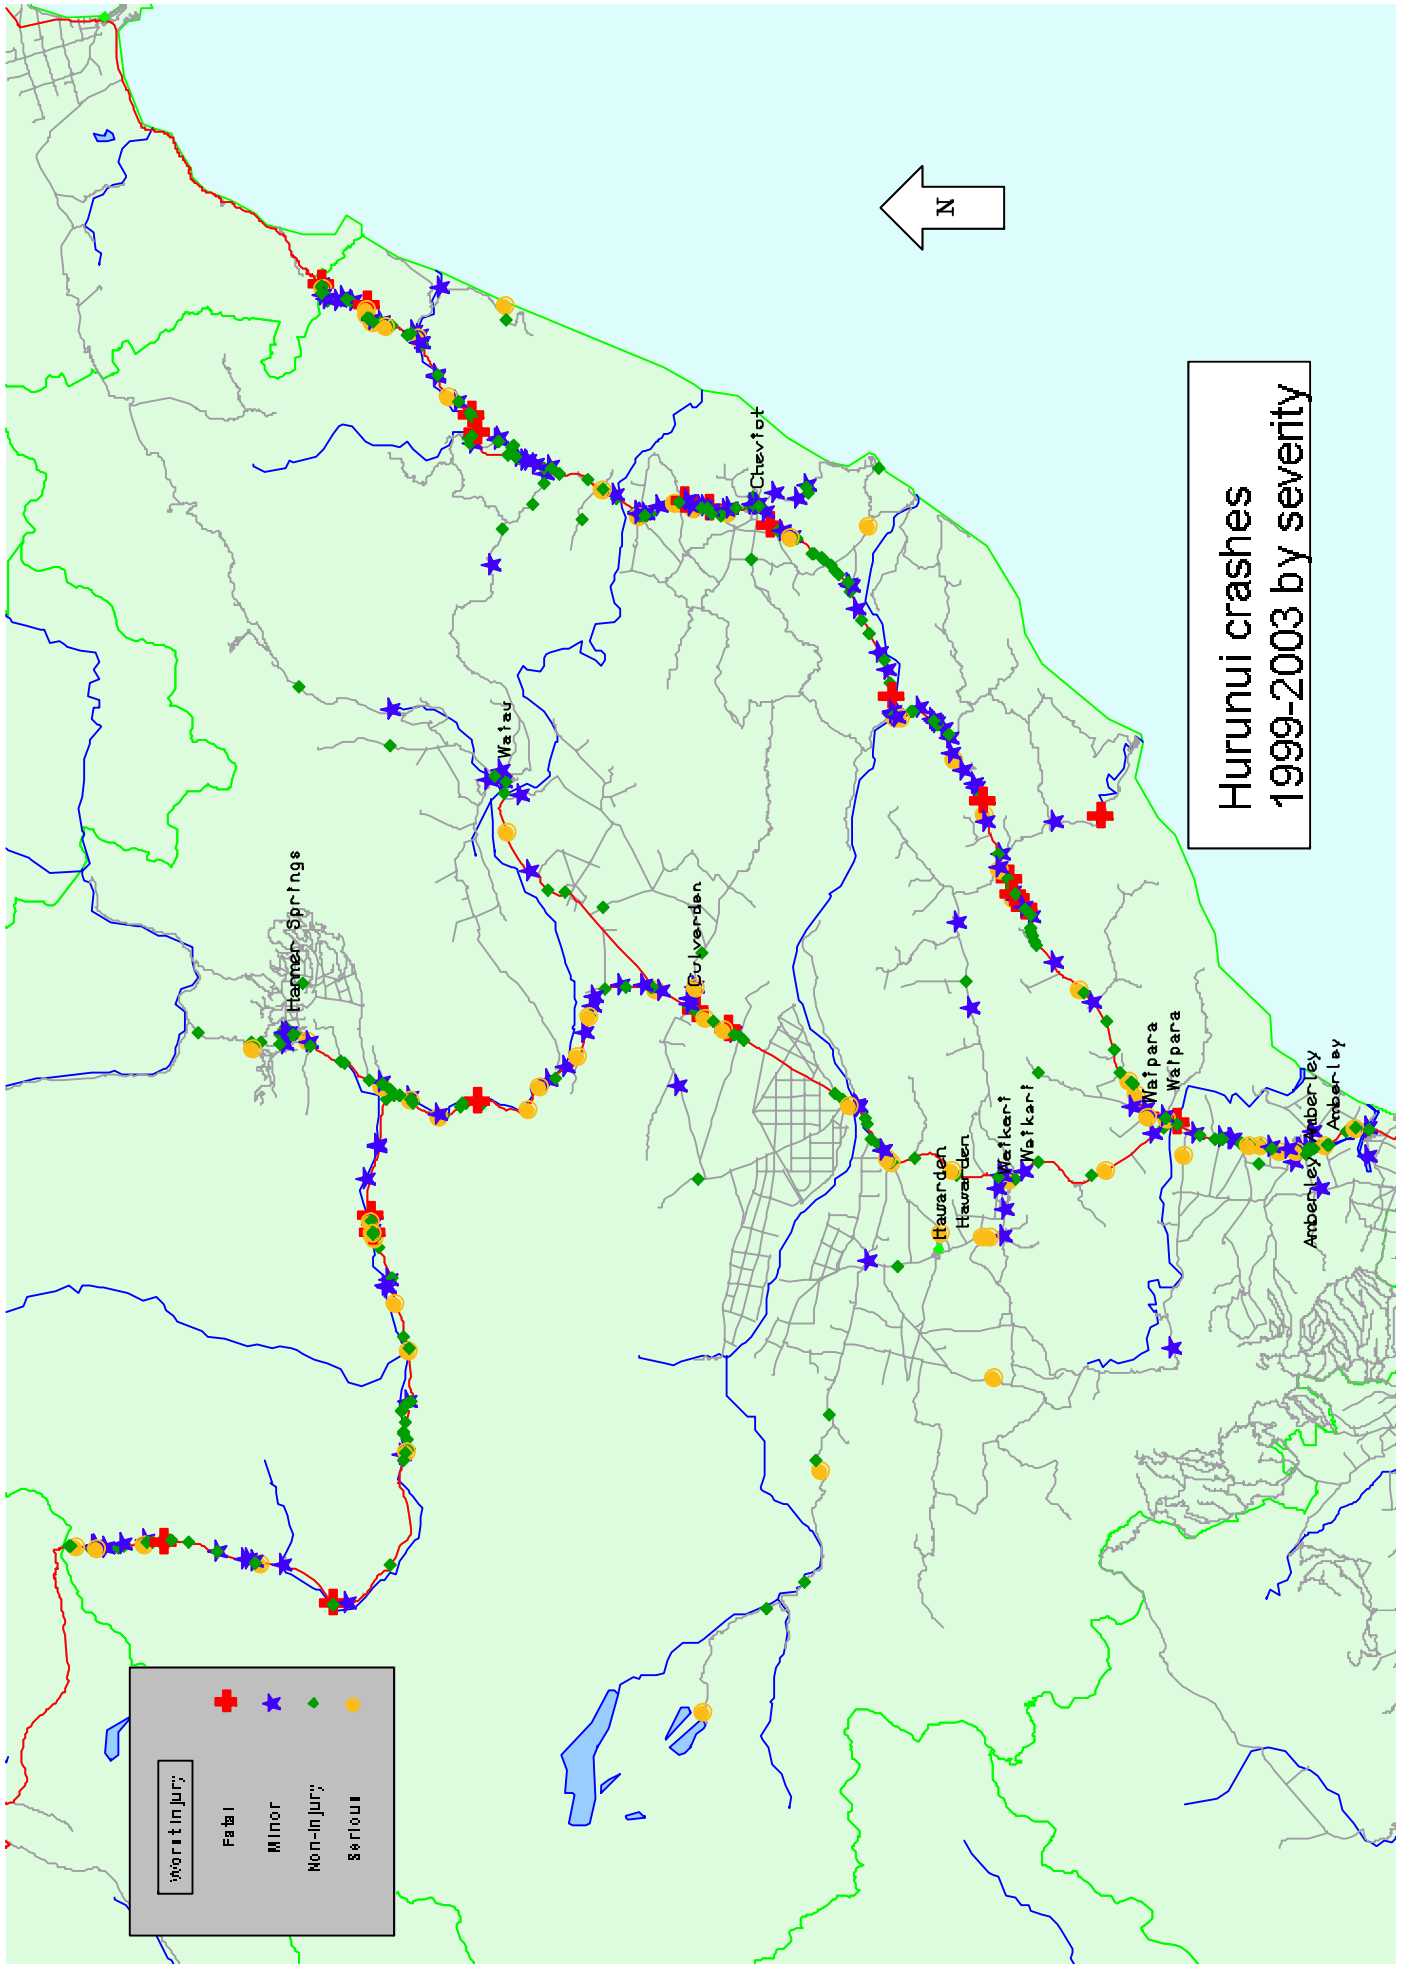 Hurunui crashes
1999-2003 by severity
N
Worst injury
Fatal
Minor
Non-injury
Serious
Hanmer Springs
Waiau
Cheviot
Culverden
Hawarden
Hawarden
Waikari
Waikari
Waipara
Waipara
Amberley
Amberley
Amberley